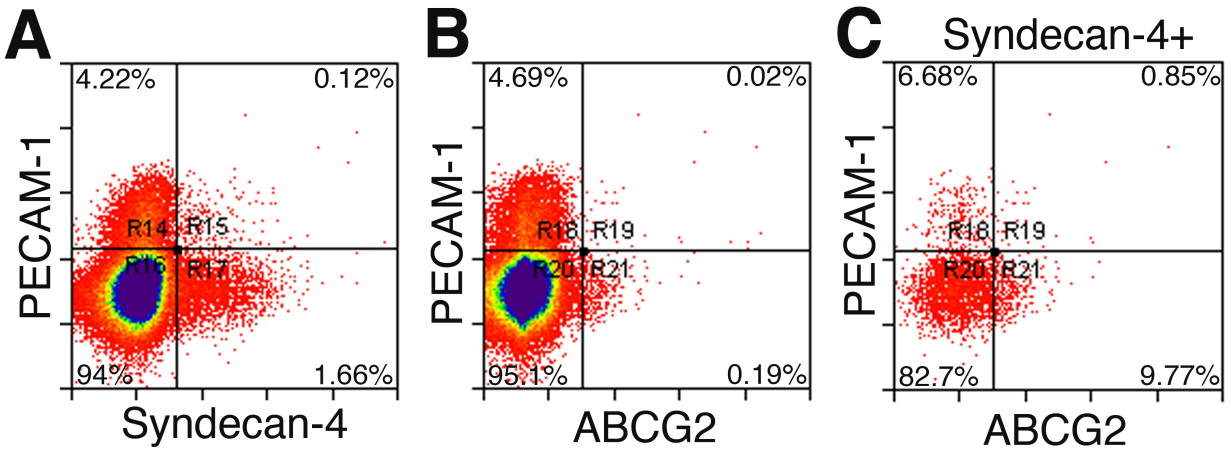 A
4.22%
0.12%
PECAM-1
R14
R15
R16
R17
94%
1.66%
Syndecan-4
B
4.69%
0.02%
PECAM-1
R18
R19
R20
R21
95.1%
0.19%
ABCG2
C
Syndecan-4+
6.68%
0.85%
PECAM-1
R18
R19
R20
R21
82.7%
9.77%
ABCG2